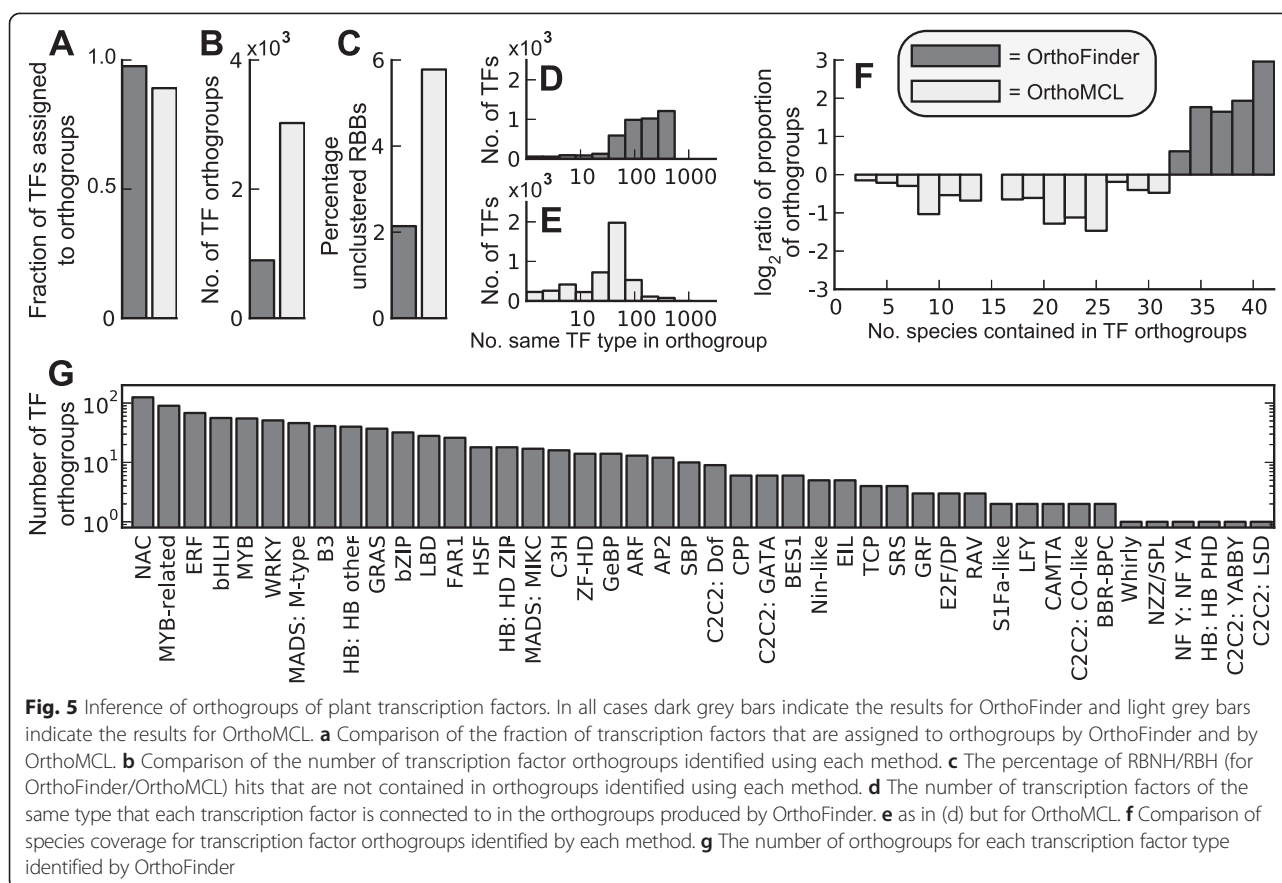 A
Fraction of TFs assigned
to orthogroups
1.0
0.5
0
B
×10³
No. of TF orthogroups
4
2
0
C
Percentage
unclustered RBBs
6
4
2
0
D
×10³
No. of TFs
2
1
0
10 100 1000
E
×10³
No. of TFs
2
1
0
10 100 1000
No. same TF type in orthogroup
F
= OrthoFinder
= OrthoMCL
log₂ ratio of proportion
of orthogroups
3
2
1
0
-1
-2
-3
0 5 10 15 20 25 30 35 40
No. species contained in TF orthogroups
G
Number of TF
orthogroups
10²
10¹
10⁰
NAC
MYB-related
ERF
bHLH
MYB
WRKY
MADS: M-type
B3
HB: HB other
GRAS
bZIP
LBD
FAR1
HSF
HB: HD ZIP
MADS: MIKC
C3H
ZF-HD
GeBP
ARF
AP2
SBP
C2C2: Dof
CPP
C2C2: GATA
BES1
Nin-like
EIL
TCP
SRS
GRF
E2F/DP
RAV
S1Fa-like
LFY
CAMTA
C2C2: CO-like
BBR-BPC
Whirly
NZZ/SPL
NF Y: NF YA
HB: HB PHD
C2C2: YABBY
C2C2: LSD
Fig. 5 Inference of orthogroups of plant transcription factors. In all cases dark grey bars indicate the results for OrthoFinder and light grey bars
indicate the results for OrthoMCL. a Comparison of the fraction of transcription factors that are assigned to orthogroups by OrthoFinder and by
OrthoMCL. b Comparison of the number of transcription factor orthogroups identified using each method. c The percentage of RBNH/RBH (for
OrthoFinder/OrthoMCL) hits that are not contained in orthogroups identified using each method. d The number of transcription factors of the
same type that each transcription factor is connected to in the orthogroups produced by OrthoFinder. e as in (d) but for OrthoMCL. f Comparison of
species coverage for transcription factor orthogroups identified by each method. g The number of orthogroups for each transcription factor type
identified by OrthoFinder